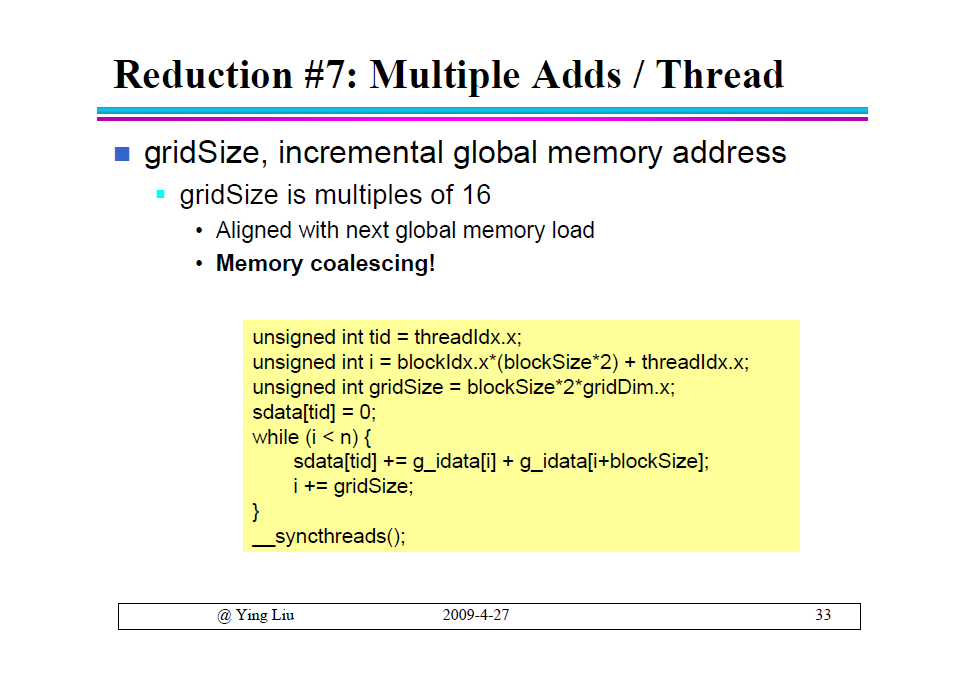 Reduction #7: Multiple Adds / Thread
gridSize, incremental global memory address
gridSize is multiples of 16
• Aligned with next global memory load
• Memory coalescing!
unsigned int tid = threadIdx.x;
unsigned int i = blockIdx.x*(blockSize*2) + threadIdx.x;
unsigned int gridSize = blockSize*2*gridDim.x;
sdata[tid] = 0;
while (i < n) {
sdata[tid] += g_idata[i] + g_idata[i+blockSize];
i += gridSize;
}
__syncthreads();
@ Ying Liu 2009-4-27 33